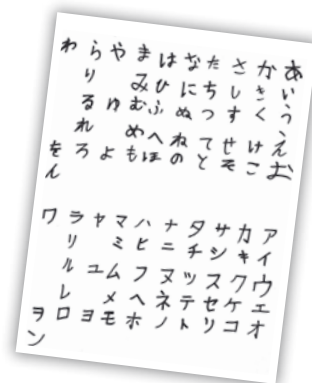 あいうえお
かきくけこ
さしすせそ
たちつてと
なにぬねの
はひふへほ
まみむめも
やゆよ
らりるれろ
わをん
アイウエオ
カキクケコ
サシスセソ
タチツテト
ナニヌネノ
ハヒフヘホ
マミムメモ
ヤユヨ
ラリルレロ
ワヲン